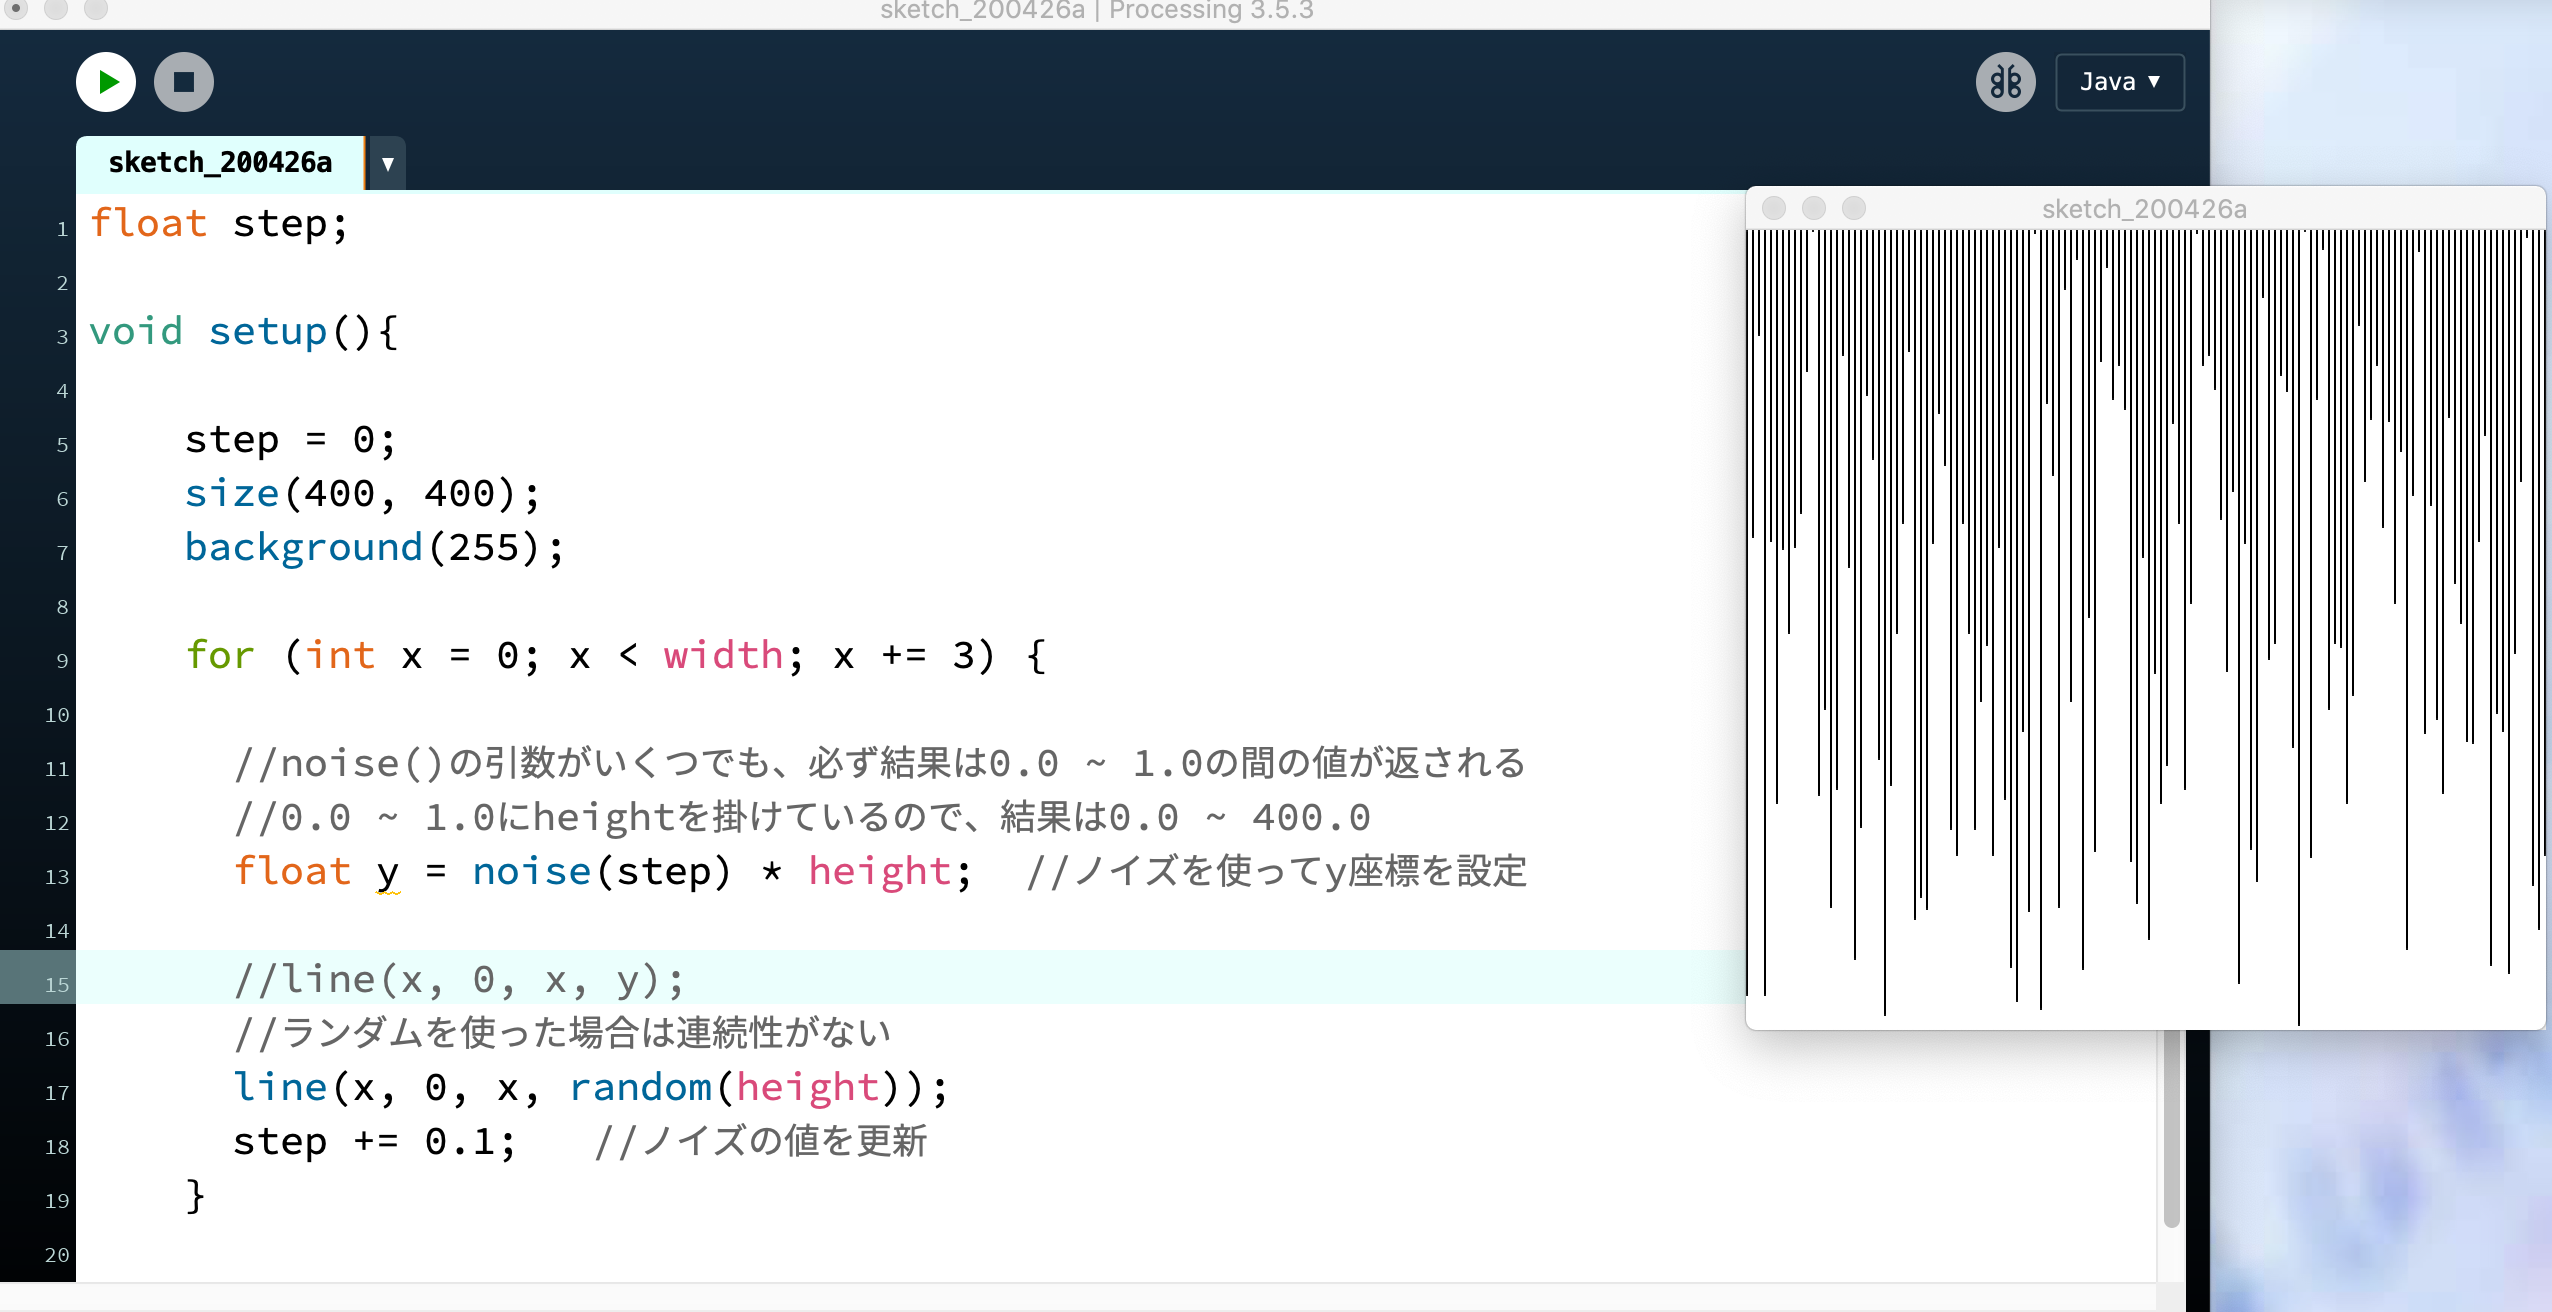 sketch_200426a | Processing 3.5.3
Java ▼
sketch_200426a ▼
sketch_200426a
1 float step;
2
3 void setup(){
4
5 step = 0;
6 size(400, 400);
7 background(255);
8
9 for (int x = 0; x < width; x += 3) {
10
11 //noise()の引数がいくつでも、必ず結果は0.0 ~ 1.0の間の値が返される
12 //0.0 ~ 1.0にheightを掛けているので、結果は0.0 ~ 400.0
13 float y = noise(step) * height; //ノイズを使ってy座標を設定
14
15 //line(x, 0, x, y);
16 //ランダムを使った場合は連続性がない
17 line(x, 0, x, random(height));
18 step += 0.1; //ノイズの値を更新
19 }
20